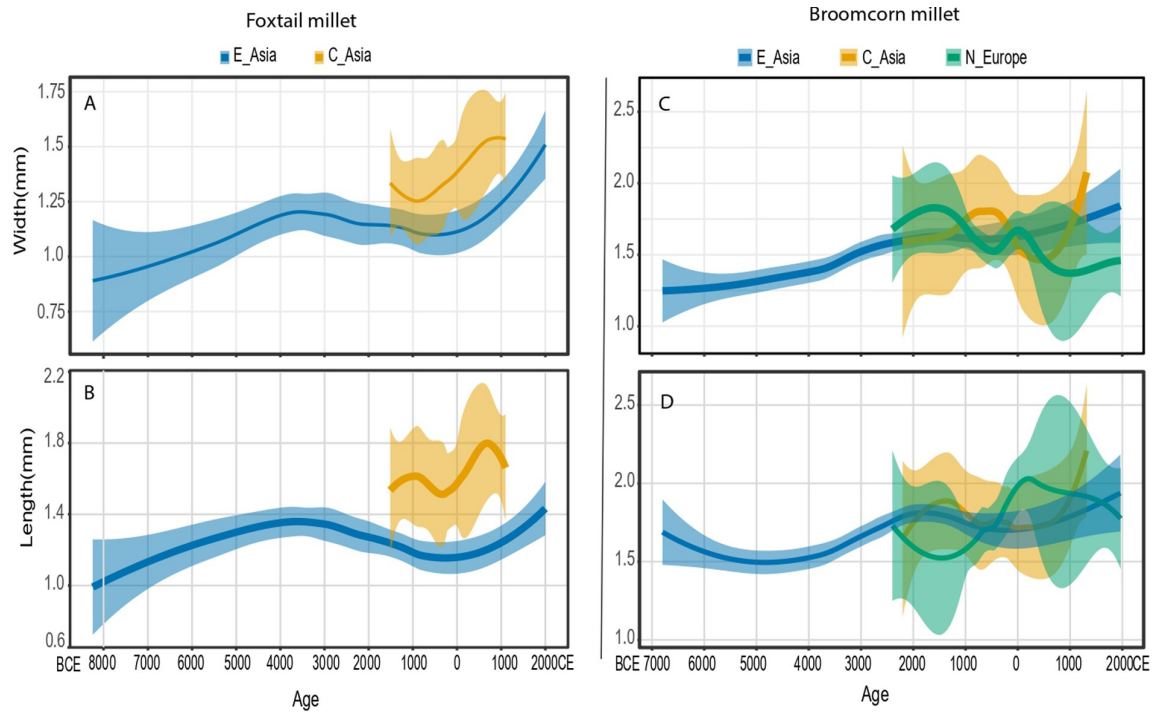 Foxtail millet
E_Asia C_Asia
A
Width(mm)
1.75
1.5
1.25
1.0
0.75
B
Length(mm)
2.2
1.8
1.4
1.0
0.6
BCE 8000 7000 6000 5000 4000 3000 2000 1000 0 1000 2000CE
Age
Broomcorn millet
E_Asia C_Asia N_Europe
C
2.5
2.0
1.5
1.0
D
2.5
2.0
1.5
1.0
BCE 7000 6000 5000 4000 3000 2000 1000 0 1000 2000CE
Age